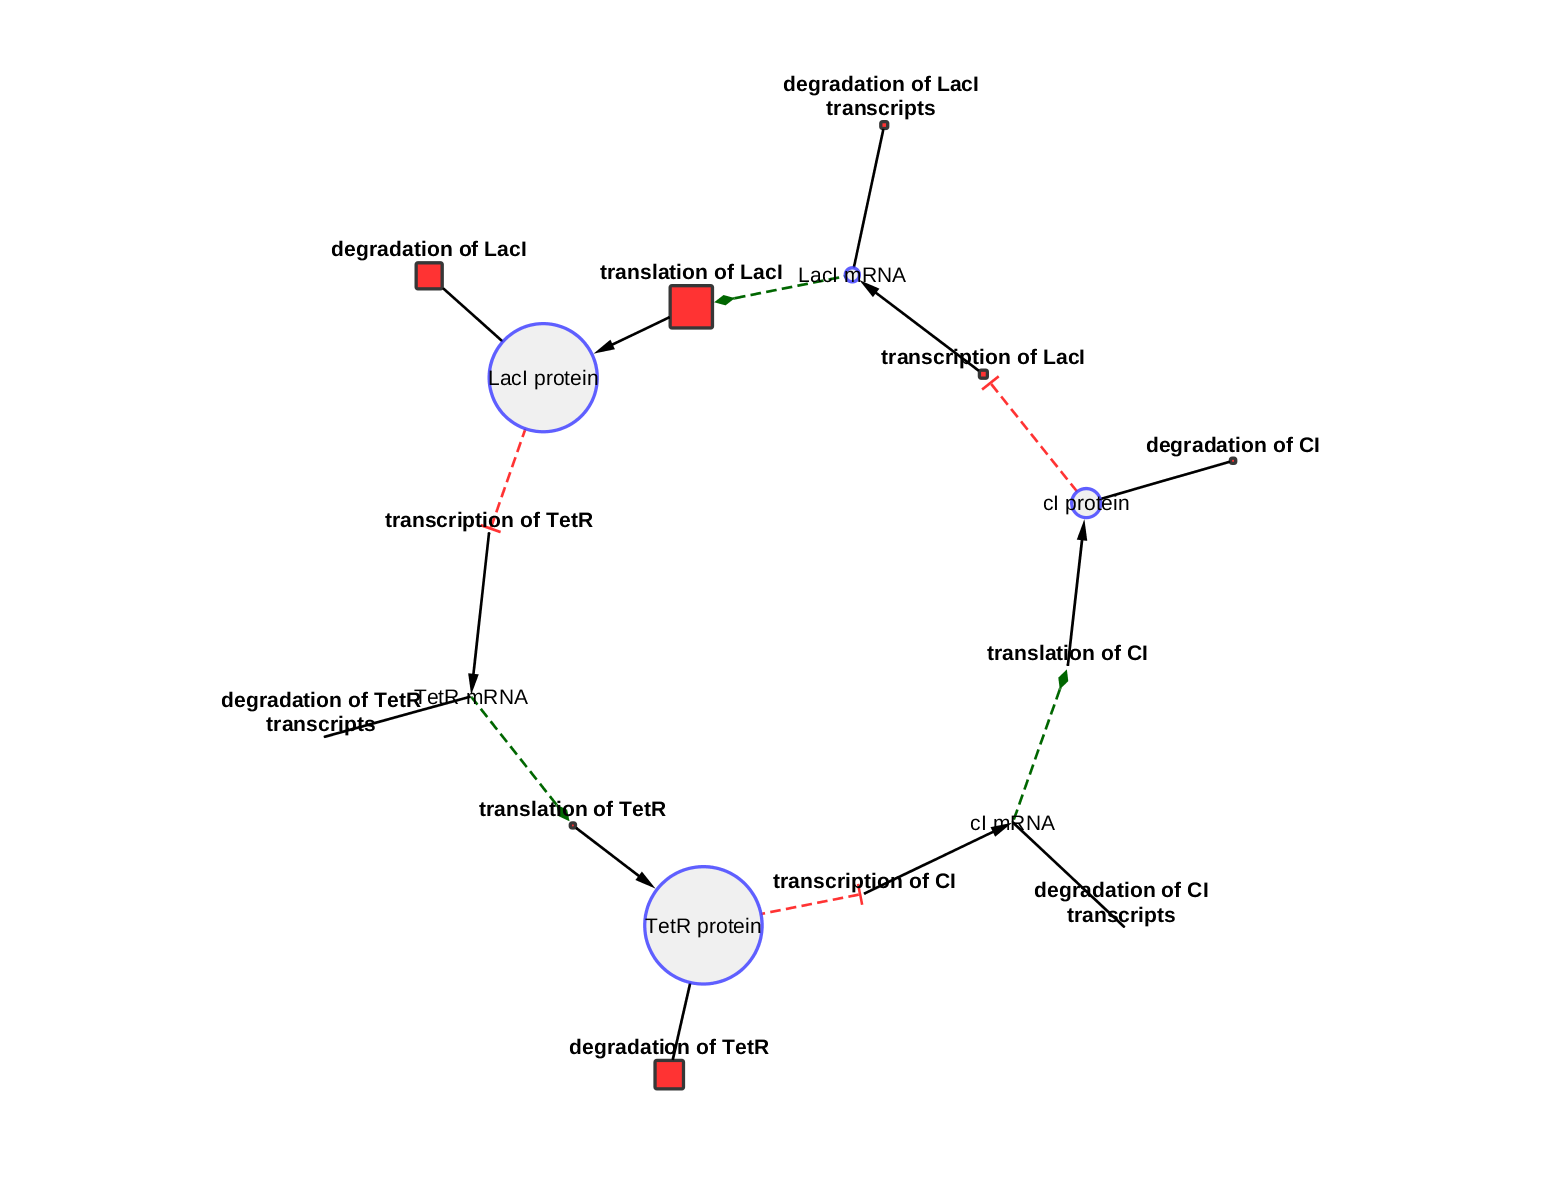 degradation of LacI
transcripts
degradation of LacI
translation of LacI
LacI mRNA
transcription of LacI
LacI protein
degradation of CI
cI protein
transcription of TetR
translation of CI
degradation of TetR
transcripts
TetR mRNA
translation of TetR
cI mRNA
transcription of CI
degradation of CI
transcripts
TetR protein
degradation of TetR